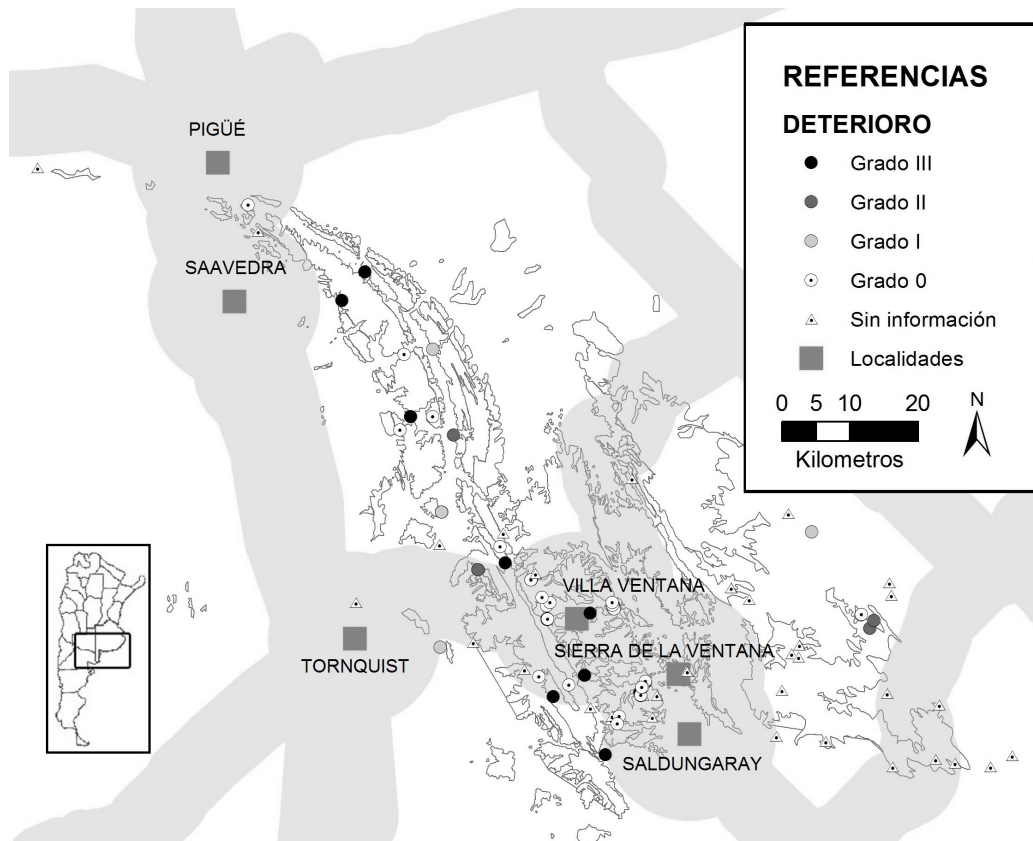 PIGÜÉ
SAAVEDRA
VILLA VENTANA
SIERRA DE LA VENTANA
TORNQUIST
SALDUNGARAY
REFERENCIAS
DETERIORO
Grado III
Grado II
Grado I
Grado 0
Sin información
Localidades
0 5 10 20
Kilometros
N